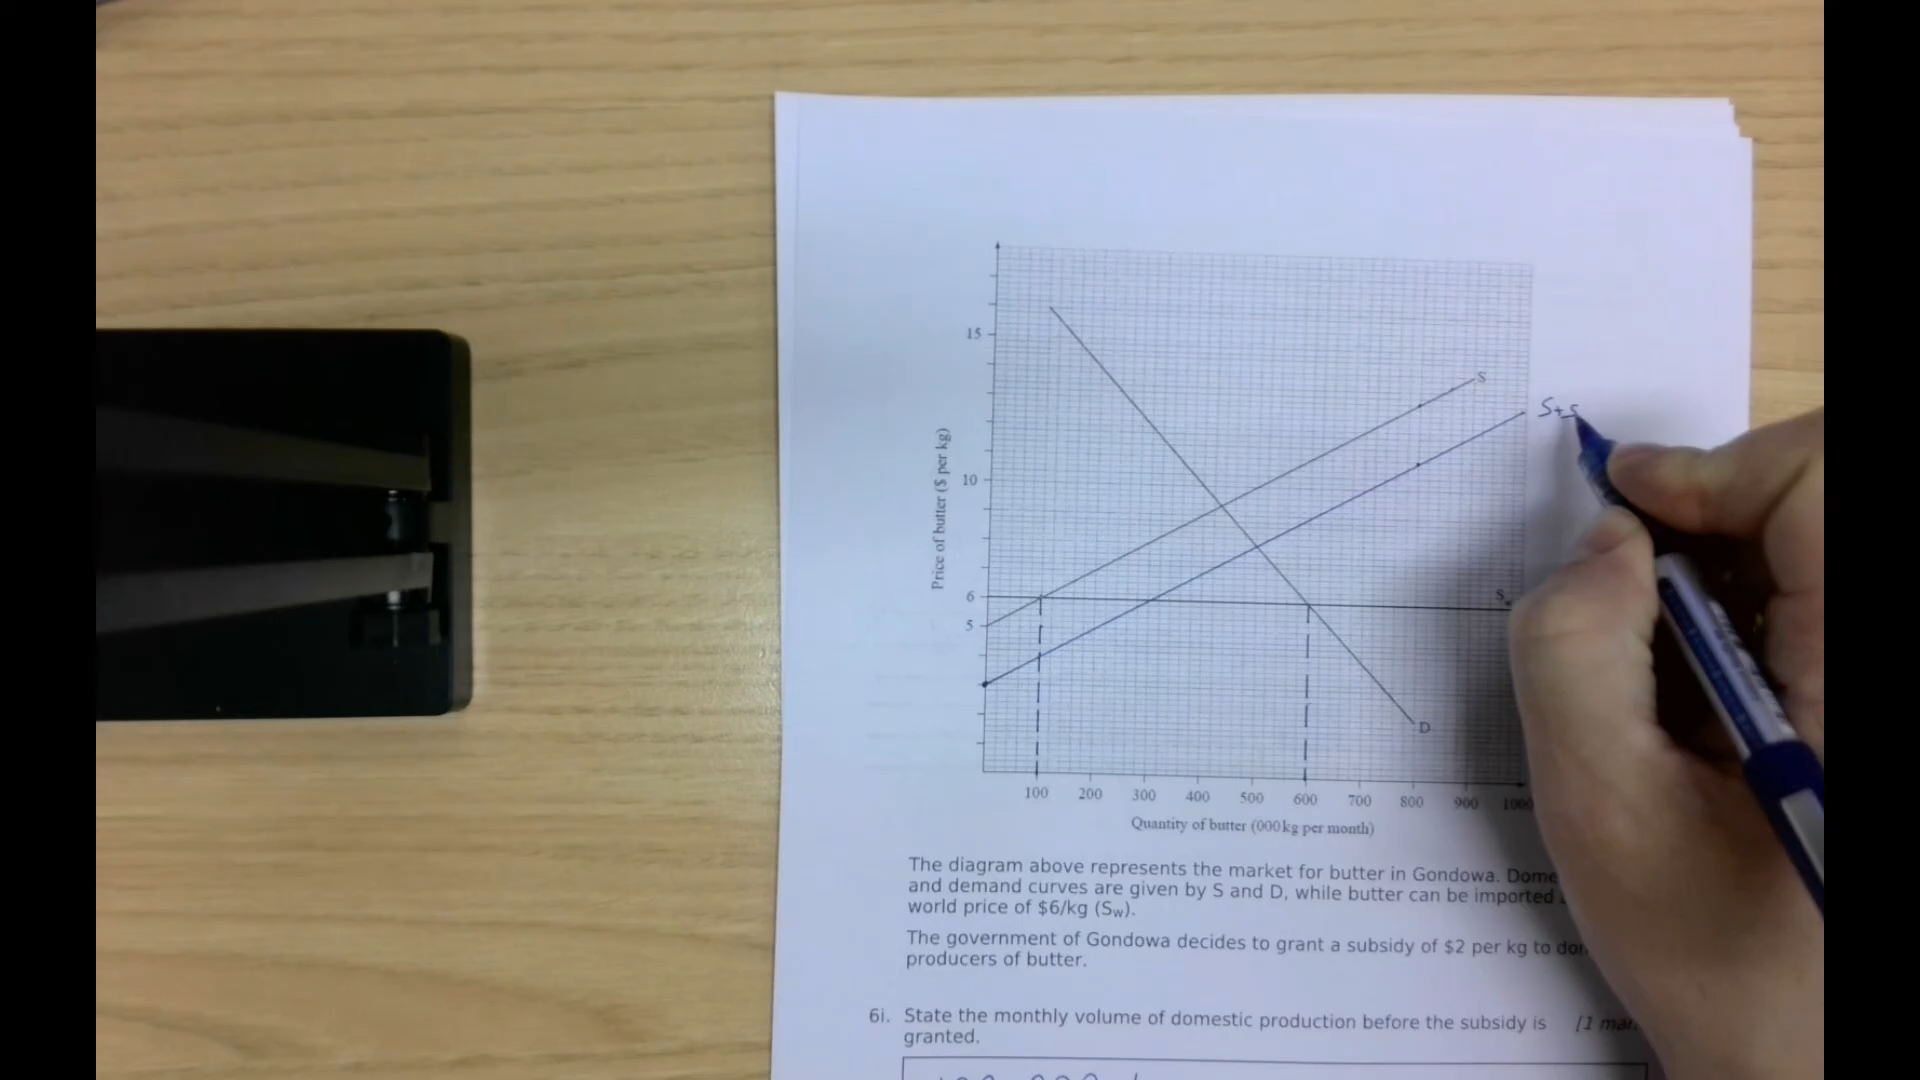 15
S
S+S
Price of butter ($ per kg)
10
6
S
5
D
100 200 300 400 500 600 700 800 900 1000
Quantity of butter (000 kg per month)
The diagram above represents the market for butter in Gondowa.
and demand curves are given by S and D, while butter can be imported
world price of $6/kg (Sw).
The government of Gondowa decides to grant a subsidy of $2 per kg to
producers of butter.
6i. State the monthly volume of domestic production before the subsidy is [1
granted.